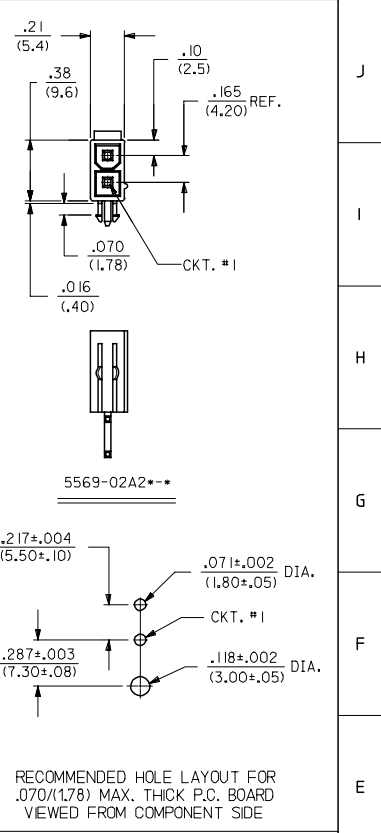 .21
(5.4)
.10
(2.5)
J
.38
(9.6)
.165
(4.20) REF.
I
.070
(1.78)
CKT. #1
.016
(.40)
H
5569-02A2*-*
G
.217±.004
(5.50±.10)
.071±.002 DIA.
(1.80±.05)
CKT. #1
F
.287±.003
(7.30±.08)
.118±.002 DIA.
(3.00±.05)
E
RECOMMENDED HOLE LAYOUT FOR
.070/(1.78) MAX. THICK P.C. BOARD
VIEWED FROM COMPONENT SIDE